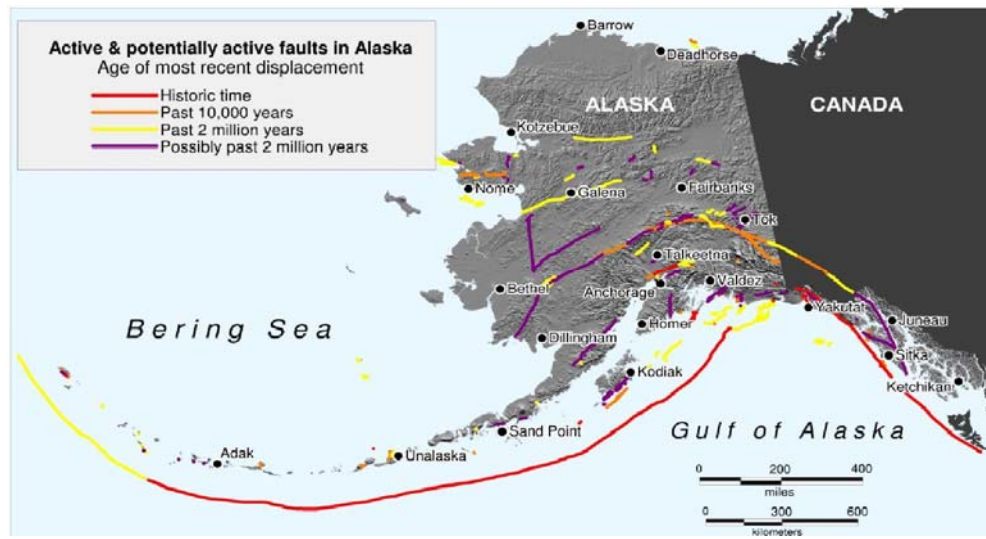 Active & potentially active faults in Alaska
Age of most recent displacement
Historic time
Past 10,000 years
Past 2 million years
Possibly past 2 million years
Barrow
Deadhorse
ALASKA
CANADA
Kotzebue
Nome
Galena
Fairbanks
Tok
Talkeetna
Bethel
Anchorage
Valdez
Yakutat
Juneau
Bering Sea
Homer
Dillingham
Sitka
Kodiak
Ketchikan
Sand Point
Gulf of Alaska
Adak
Unalaska
0 200 400
miles
0 300 600
kilometers